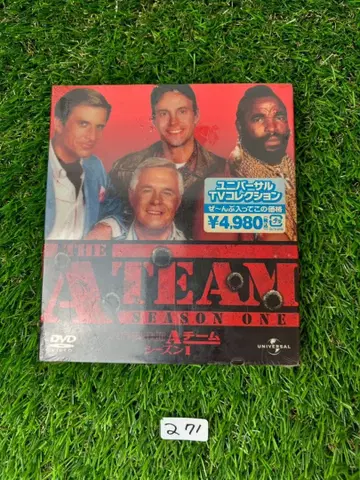 ユニバーサル
TVコレクション
ぜ〜んぶ入ってこの価格
¥4,980
THE
A TEAM
SEASON ONE
Aチーム
シーズン1
DVD
UNIVERSAL
271